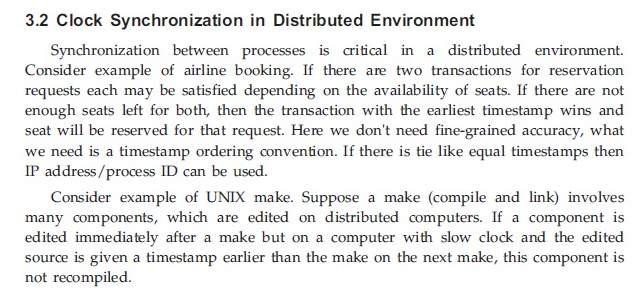 3.2 Clock Synchronization in Distributed Environment
Synchronization between processes is critical in a distributed environment.
Consider example of airline booking. If there are two transactions for reservation
requests each may be satisfied depending on the availability of seats. If there are not
enough seats left for both, then the transaction with the earliest timestamp wins and
seat will be reserved for that request. Here we don't need fine-grained accuracy, what
we need is a timestamp ordering convention. If there is tie like equal timestamps then
IP address/process ID can be used.
Consider example of UNIX make. Suppose a make (compile and link) involves
many components, which are edited on distributed computers. If a component is
edited immediately after a make but on a computer with slow clock and the edited
source is given a timestamp earlier than the make on the next make, this component is
not recompiled.